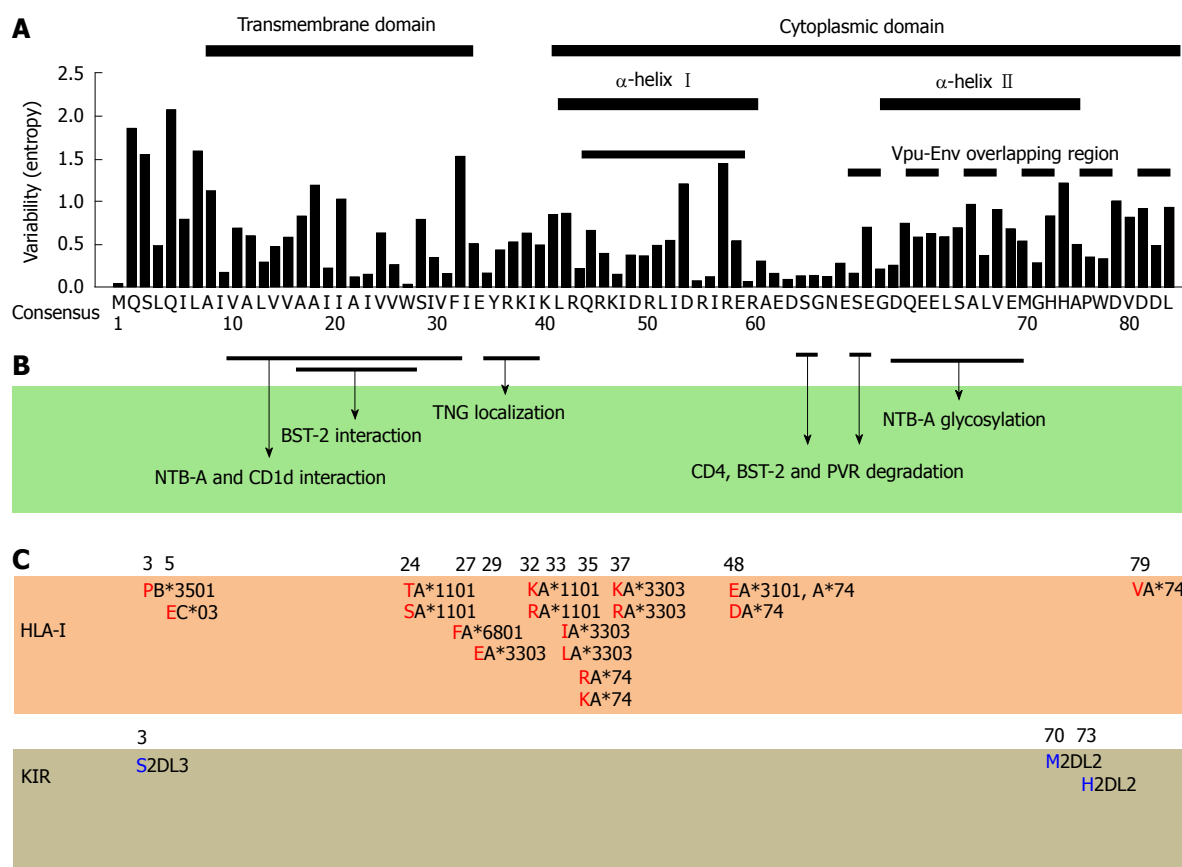 A
Transmembrane domain
Cytoplasmic domain
α-helix Ⅰ
α-helix Ⅱ
Vpu-Env overlapping region
Variability (entropy)
2.5
2.0
1.5
1.0
0.5
0.0
Consensus
MQSLQILAIVALVVAAIIAIVVWSIVFIEYRKIKLRQRKIDRLIDRIRERAEDSGNESEGDQEELSALVEMGHHAPWDVDDL
1 10 20 30 40 50 60 70 80
B
TNG localization
NTB-A glycosylation
BST-2 interaction
NTB-A and CD1d interaction
CD4, BST-2 and PVR degradation
C
3 5 24 27 29 32 33 35 37 48 79
HLA-I
PB*3501 TA*1101 KA*1101 KA*3303 EA*3101, A*74 VA*74
EC*03 SA*1101 RA*1101 RA*3303 DA*74
FA*6801 IA*3303
EA*3303 LA*3303
RA*74
KA*74
3 70 73
KIR
S2DL3 M2DL2
H2DL2